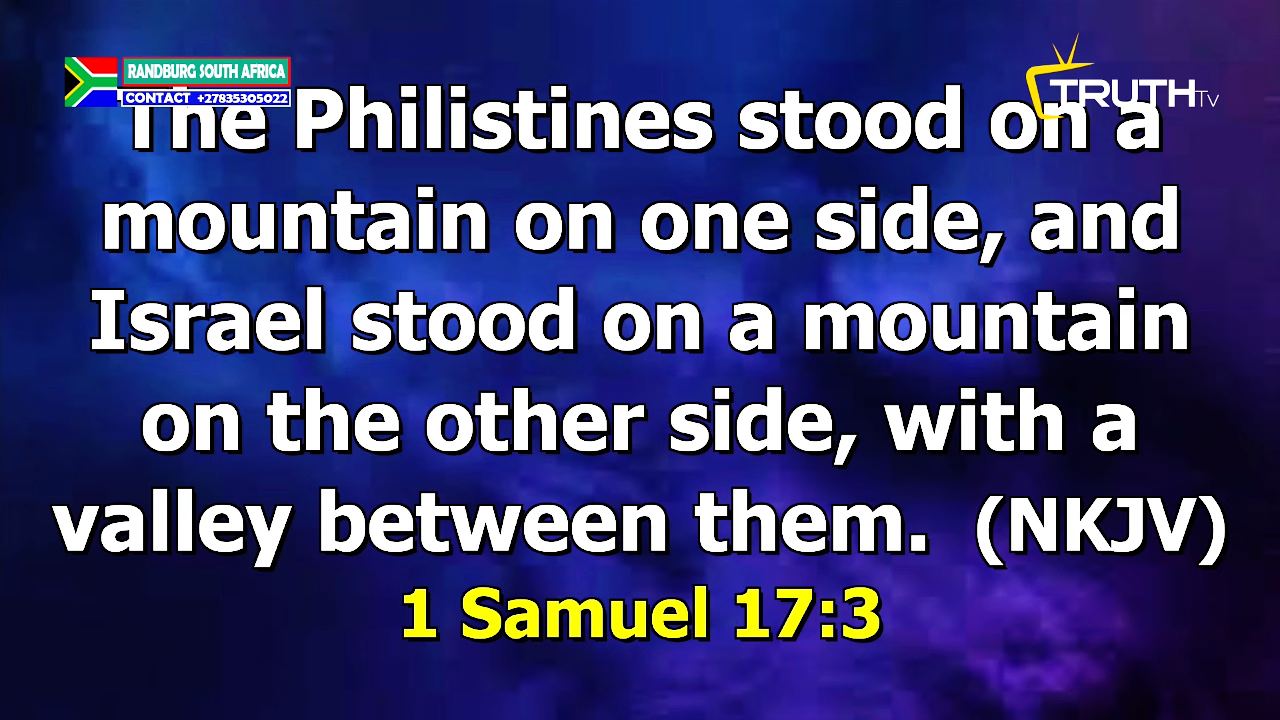 RANDBURG SOUTH AFRICA
CONTACT +27835305022
TRUTH TV
The Philistines stood on a
mountain on one side, and
Israel stood on a mountain
on the other side, with a
valley between them. (NKJV)
1 Samuel 17:3